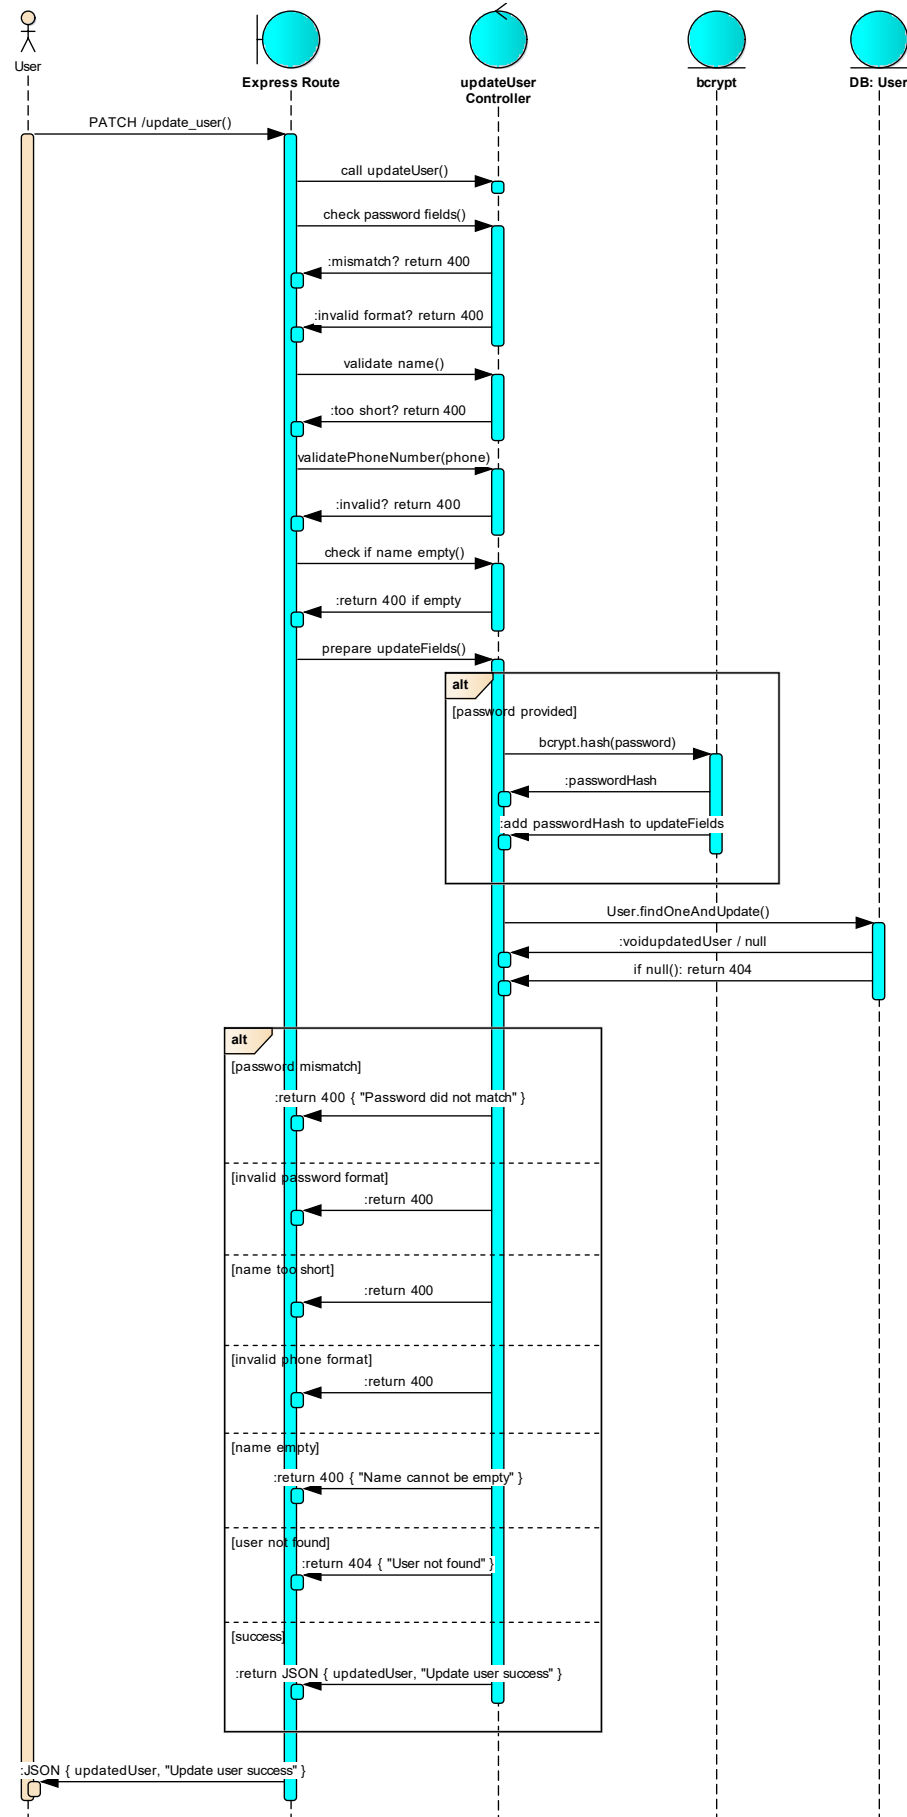 User
Express Route
updateUser
Controller
bcrypt
DB: User
PATCH /update_user()
call updateUser()
check password fields()
:mismatch? return 400
:invalid format? return 400
validate name()
:too short? return 400
validatePhoneNumber(phone)
:invalid? return 400
check if name empty()
:return 400 if empty
prepare updateFields()
alt
[password provided]
bcrypt.hash(password)
:passwordHash
:add passwordHash to updateFields
User.findOneAndUpdate()
:voidupdatedUser / null
if null(): return 404
alt
[password mismatch]
:return 400 { "Password did not match" }
[invalid password format]
:return 400
[name too short]
:return 400
[invalid phone format]
:return 400
[name empty]
:return 400 { "Name cannot be empty" }
[user not found]
:return 404 { "User not found" }
[success]
:return JSON { updatedUser, "Update user success" }
:JSON { updatedUser, "Update user success" }